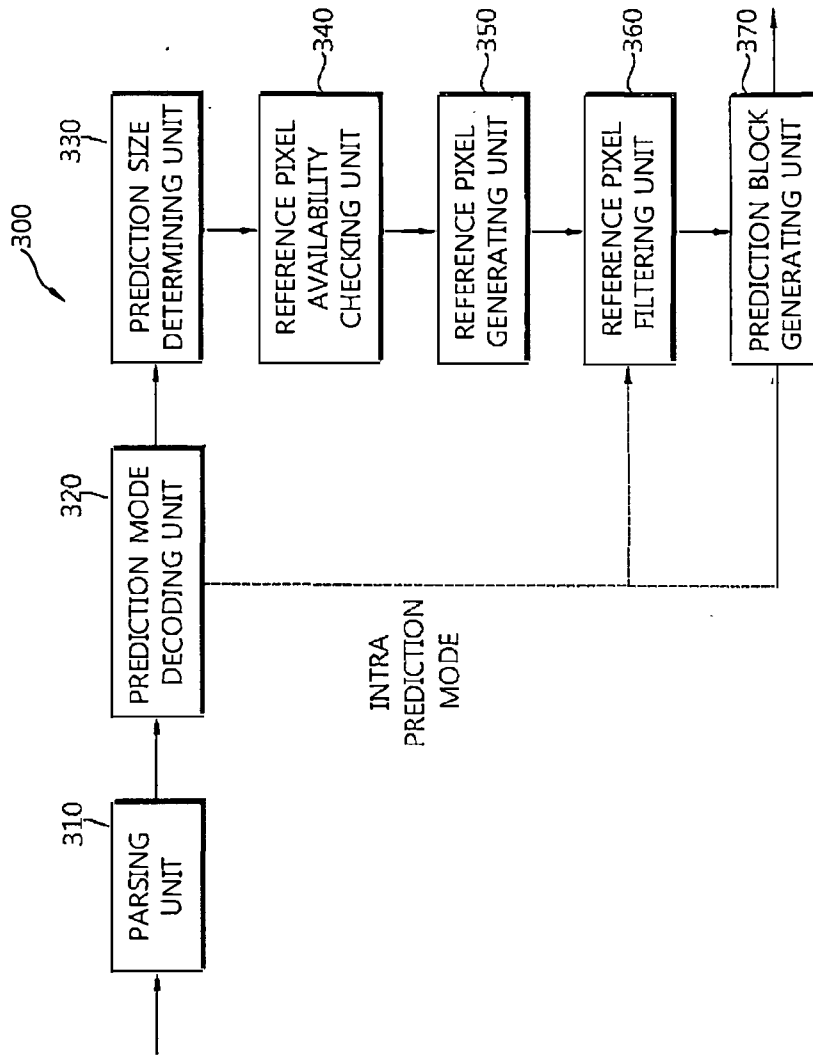 300
310
PARSING
UNIT
320
PREDICTION MODE
DECODING UNIT
330
PREDICTION SIZE
DETERMINING UNIT
340
REFERENCE PIXEL
AVAILABILITY
CHECKING UNIT
350
REFERENCE PIXEL
GENERATING UNIT
360
REFERENCE PIXEL
FILTERING UNIT
370
PREDICTION BLOCK
GENERATING UNIT
INTRA
PREDICTION
MODE